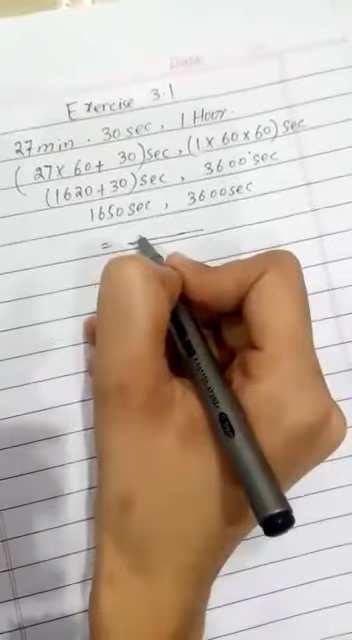 Date
Exercise 3.1
27 min . 30 sec , 1 Hour.
( 27 x 60 + 30 ) sec , ( 1 x 60 x 60 ) sec
(1620+30) sec , 3600 sec
1650 sec , 3600 sec
=